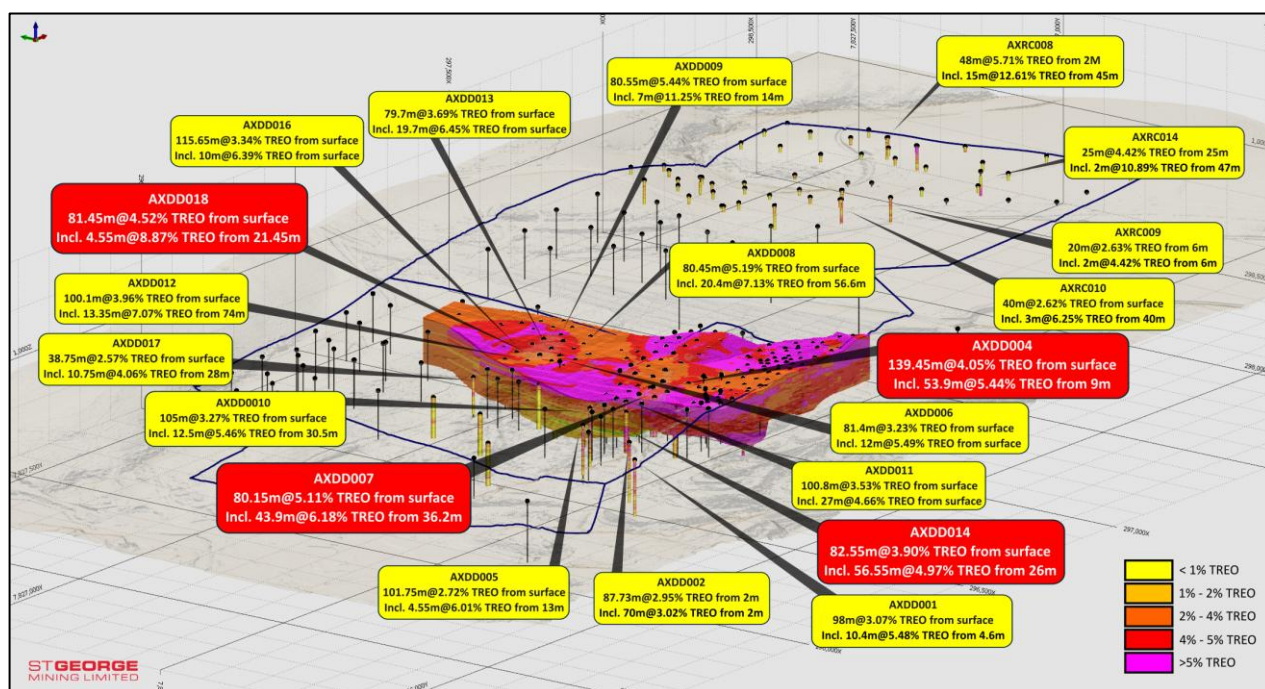 AXRC008
48m@5.71% TREO from 2M
Incl. 15m@12.61% TREO from 45m
AXDD009
80.55m@5.44% TREO from surface
Incl. 7m@11.25% TREO from 14m
AXDD013
79.7m@3.69% TREO from surface
Incl. 19.7m@6.45% TREO from surface
AXDD016
115.65m@3.34% TREO from surface
Incl. 10m@6.39% TREO from surface
AXRC014
25m@4.42% TREO from 25m
Incl. 2m@10.89% TREO from 47m
AXDD018
81.45m@4.52% TREO from surface
Incl. 4.55m@8.87% TREO from 21.45m
AXRC009
20m@2.63% TREO from 6m
Incl. 2m@4.42% TREO from 6m
AXDD008
80.45m@5.19% TREO from surface
Incl. 20.4m@7.13% TREO from 56.6m
AXDD012
100.1m@3.96% TREO from surface
Incl. 13.35m@7.07% TREO from 74m
AXRC010
40m@2.62% TREO from surface
Incl. 3m@6.25% TREO from 40m
AXDD017
38.75m@2.57% TREO from surface
Incl. 10.75m@4.06% TREO from 28m
AXDD004
139.45m@4.05% TREO from surface
Incl. 53.9m@5.44% TREO from 9m
AXDD0010
105m@3.27% TREO from surface
Incl. 12.5m@5.46% TREO from 30.5m
AXDD006
81.4m@3.23% TREO from surface
Incl. 12m@5.49% TREO from surface
AXDD007
80.15m@5.11% TREO from surface
Incl. 43.9m@6.18% TREO from 36.2m
AXDD011
100.8m@3.53% TREO from surface
Incl. 27m@4.66% TREO from surface
AXDD014
82.55m@3.90% TREO from surface
Incl. 56.55m@4.97% TREO from 26m
AXDD005
101.75m@2.72% TREO from surface
Incl. 4.55m@6.01% TREO from 13m
AXDD002
87.73m@2.95% TREO from 2m
Incl. 70m@3.02% TREO from 2m
AXDD001
98m@3.07% TREO from surface
Incl. 10.4m@5.48% TREO from 4.6m
297,500X
298,500X
7,827,500X
297,000X
296,500X
< 1% TREO
1% - 2% TREO
2% - 4% TREO
4% - 5% TREO
>5% TREO
STGEORGE
MINING LIMITED